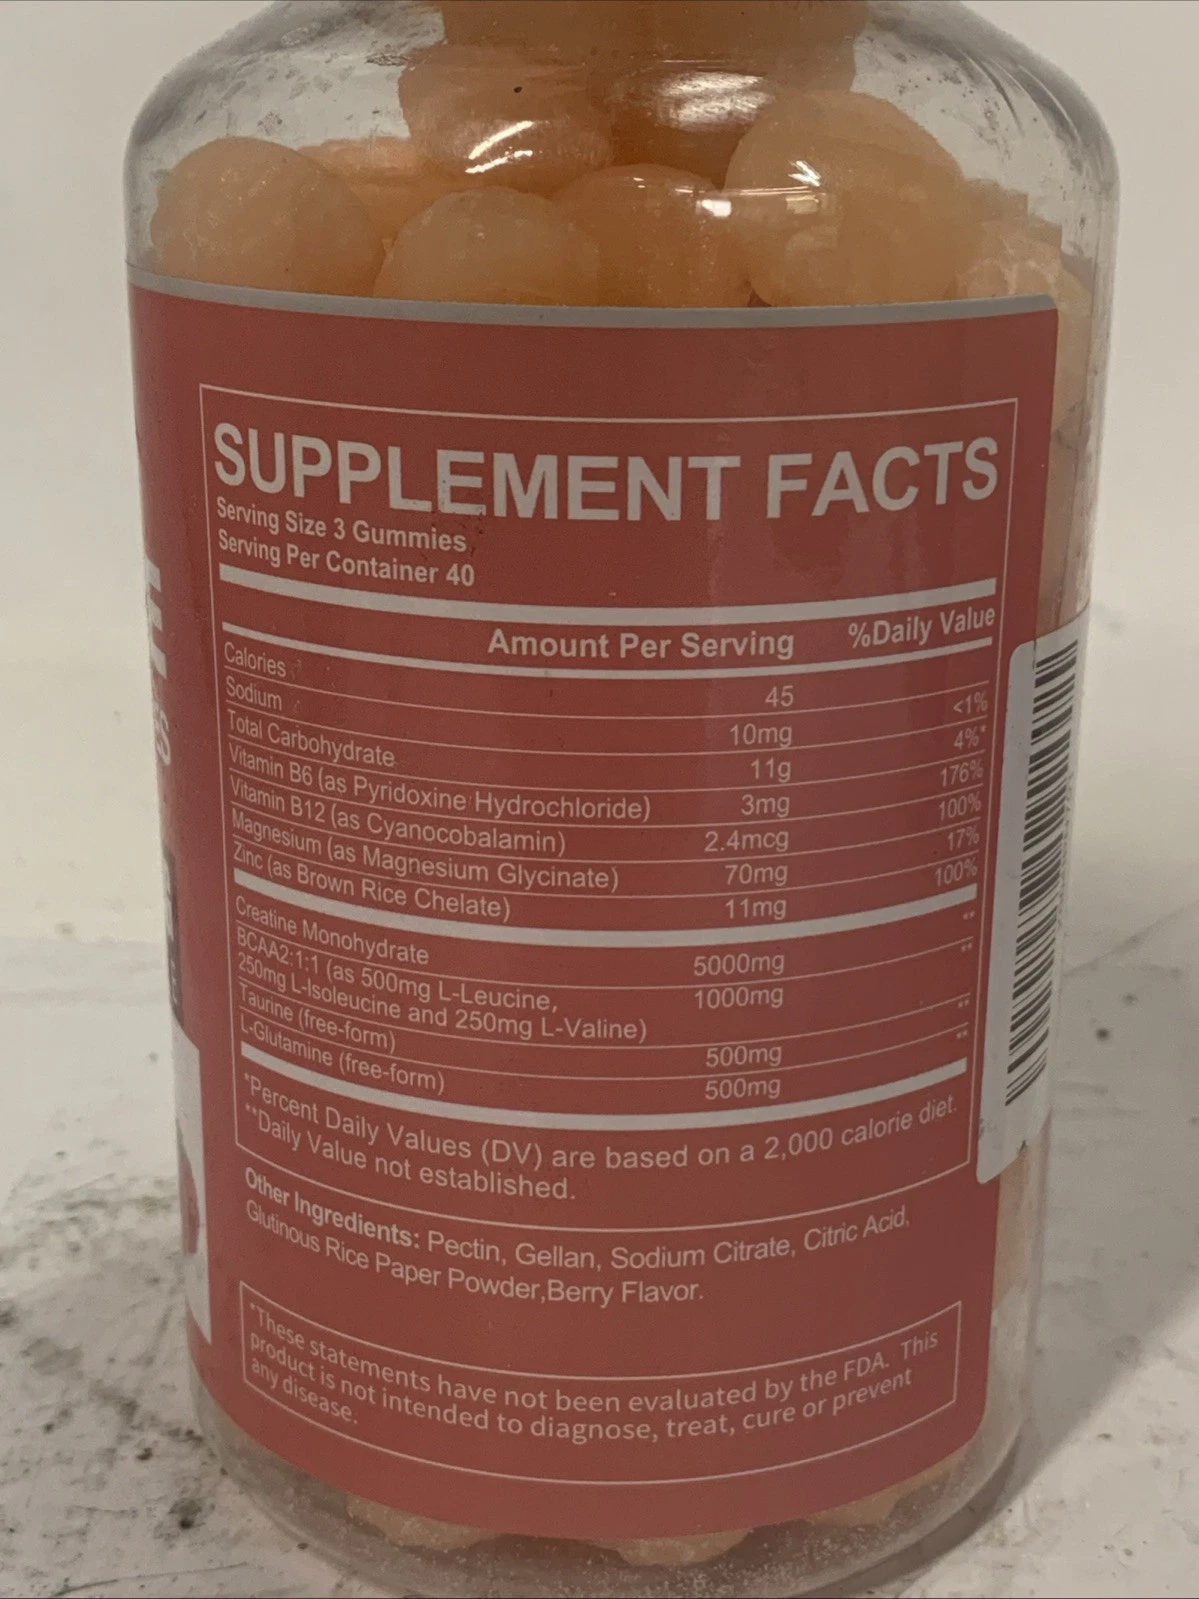 SUPPLEMENT FACTS
Serving Size 3 Gummies
Serving Per Container 40
Amount Per Serving %Daily Value
Calories 45
Sodium 10mg <1%
Total Carbohydrate 11g 4%*
Vitamin B6 (as Pyridoxine Hydrochloride) 3mg 176%
Vitamin B12 (as Cyanocobalamin) 2.4mcg 100%
Magnesium (as Magnesium Glycinate) 70mg 17%
Zinc (as Brown Rice Chelate) 11mg 100%
Creatine Monohydrate 5000mg **
BCAA2:1:1 (as 500mg L-Leucine, 1000mg **
250mg L-Isoleucine and 250mg L-Valine)
Taurine (free-form) 500mg **
L-Glutamine (free-form) 500mg **
*Percent Daily Values (DV) are based on a 2,000 calorie diet.
**Daily Value not established.
Other Ingredients: Pectin, Gellan, Sodium Citrate, Citric Acid,
Glutinous Rice Paper Powder,Berry Flavor.
*These statements have not been evaluated by the FDA. This
product is not intended to diagnose, treat, cure or prevent
any disease.